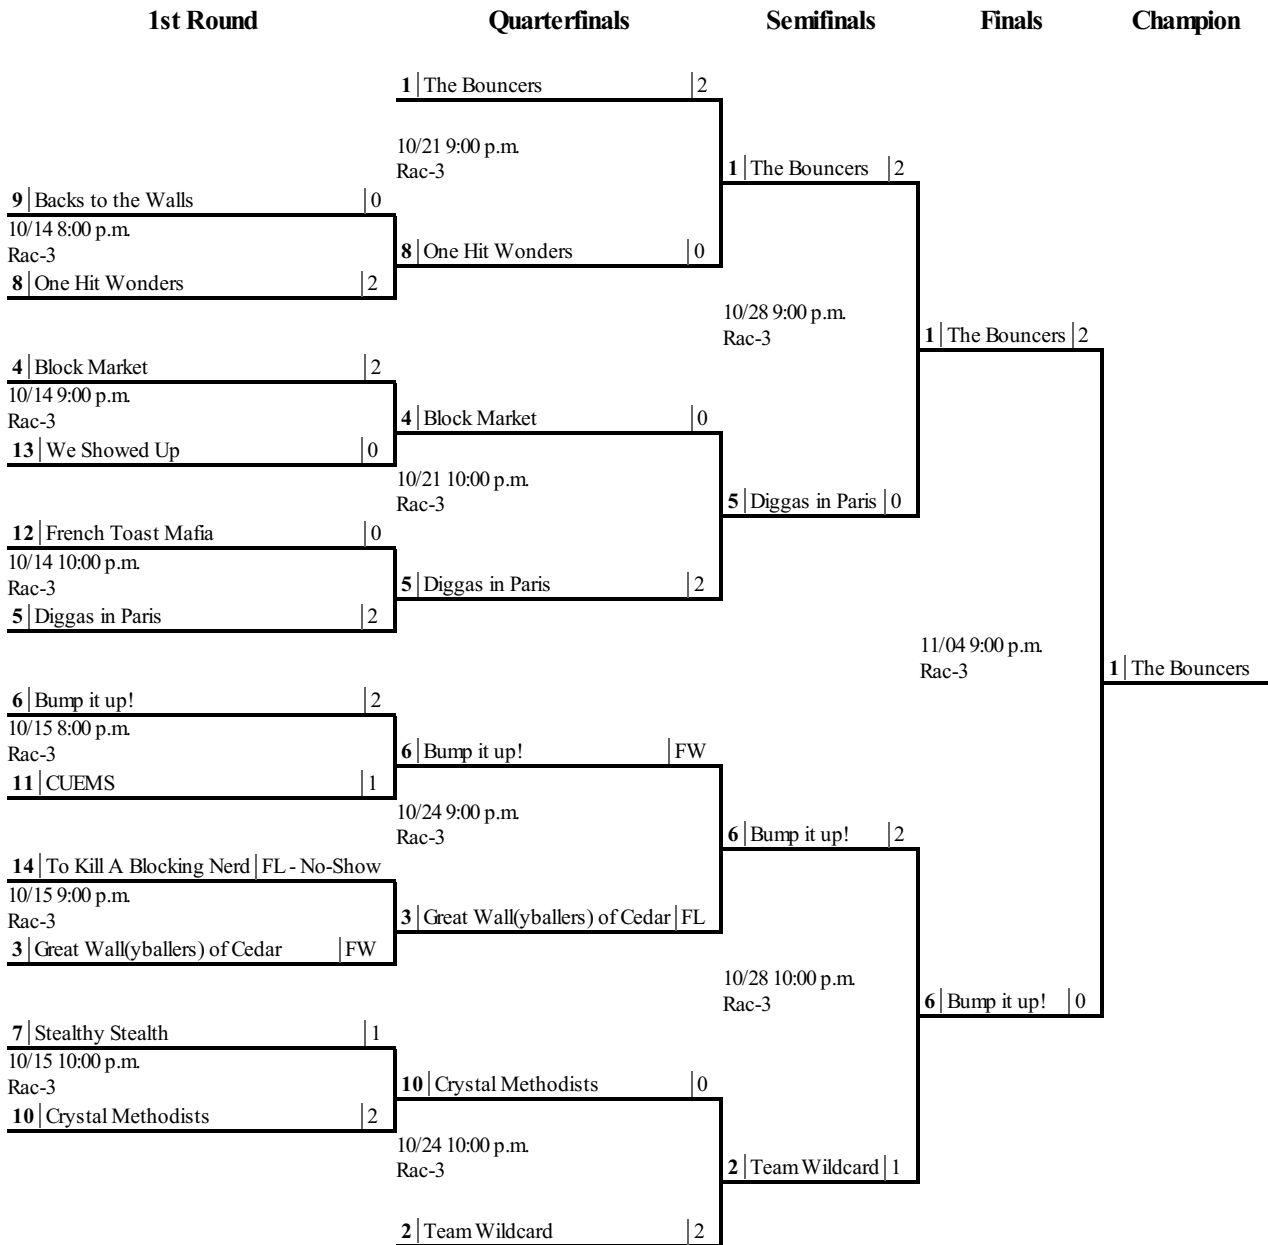 1st Round Quarterfinals Semifinals Finals Champion
1 The Bouncers 2
10/21 9:00 p.m.
Rac-3
1 The Bouncers 2
9 Backs to the Walls 0
10/14 8:00 p.m.
Rac-3
8 One Hit Wonders 0
8 One Hit Wonders 2
10/28 9:00 p.m.
Rac-3
1 The Bouncers 2
4 Block Market 2
10/14 9:00 p.m.
Rac-3
4 Block Market 0
13 We Showed Up 0
10/21 10:00 p.m.
Rac-3
5 Diggas in Paris 0
12 French Toast Mafia 0
10/14 10:00 p.m.
Rac-3
5 Diggas in Paris 2
5 Diggas in Paris 2
11/04 9:00 p.m.
Rac-3
1 The Bouncers
6 Bump it up! 2
10/15 8:00 p.m.
Rac-3
6 Bump it up! FW
11 CUEMS 1
10/24 9:00 p.m.
Rac-3
6 Bump it up! 2
14 To Kill A Blocking Nerd FL - No-Show
10/15 9:00 p.m.
Rac-3
3 Great Wall(yballers) of Cedar FL
3 Great Wall(yballers) of Cedar FW
10/28 10:00 p.m.
Rac-3
6 Bump it up! 0
7 Stealthy Stealth 1
10/15 10:00 p.m.
Rac-3
10 Crystal Methodists 0
10 Crystal Methodists 2
10/24 10:00 p.m.
Rac-3
2 Team Wildcard 1
2 Team Wildcard 2